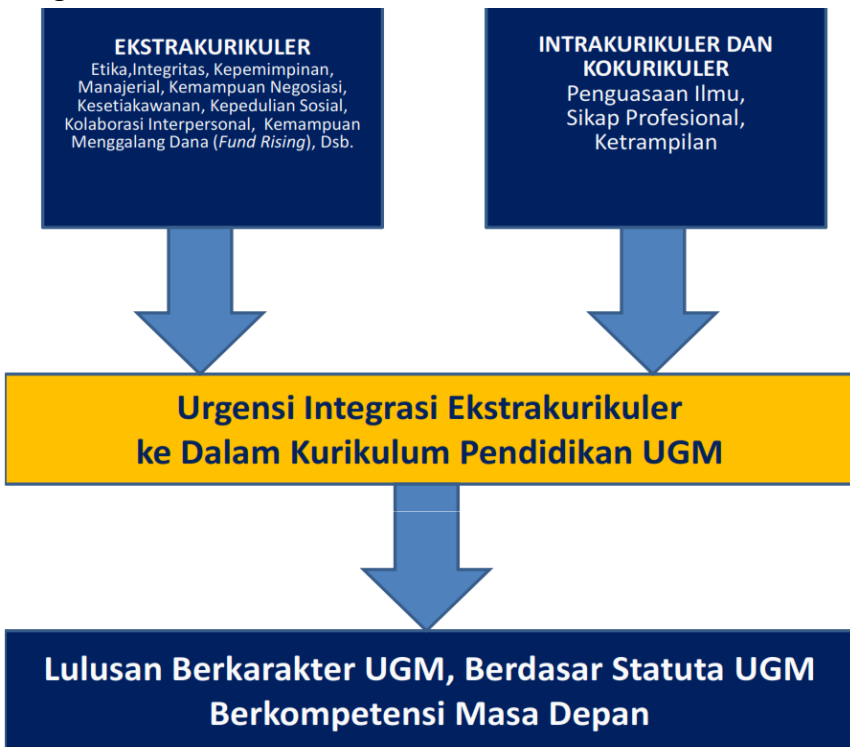 EKSTRAKURIKULER
Etika,Integritas, Kepemimpinan,
Manajerial, Kemampuan Negosiasi,
Kesetiakawanan, Kepedulian Sosial,
Kolaborasi Interpersonal, Kemampuan
Menggalang Dana (Fund Rising), Dsb.
INTRAKURIKULER DAN
KOKURIKULER
Penguasaan Ilmu,
Sikap Profesional,
Ketrampilan
Urgensi Integrasi Ekstrakurikuler
ke Dalam Kurikulum Pendidikan UGM
Lulusan Berkarakter UGM, Berdasar Statuta UGM
Berkompetensi Masa Depan